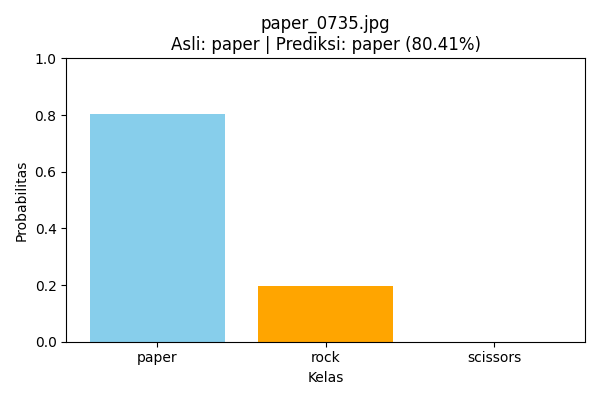 paper_0735.jpg
Asli: paper | Prediksi: paper (80.41%)
1.0
0.8
0.6
0.4
0.2
0.0
Probabilitas
paper
rock
scissors
Kelas